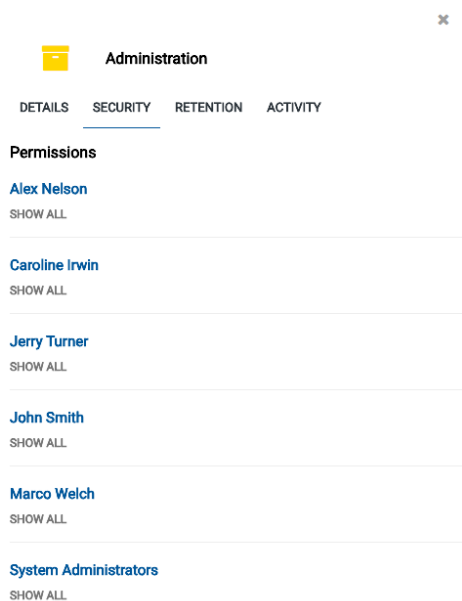 Administration
DETAILS SECURITY RETENTION ACTIVITY
Permissions
Alex Nelson
SHOW ALL
Caroline Irwin
SHOW ALL
Jerry Turner
SHOW ALL
John Smith
SHOW ALL
Marco Welch
SHOW ALL
System Administrators
SHOW ALL